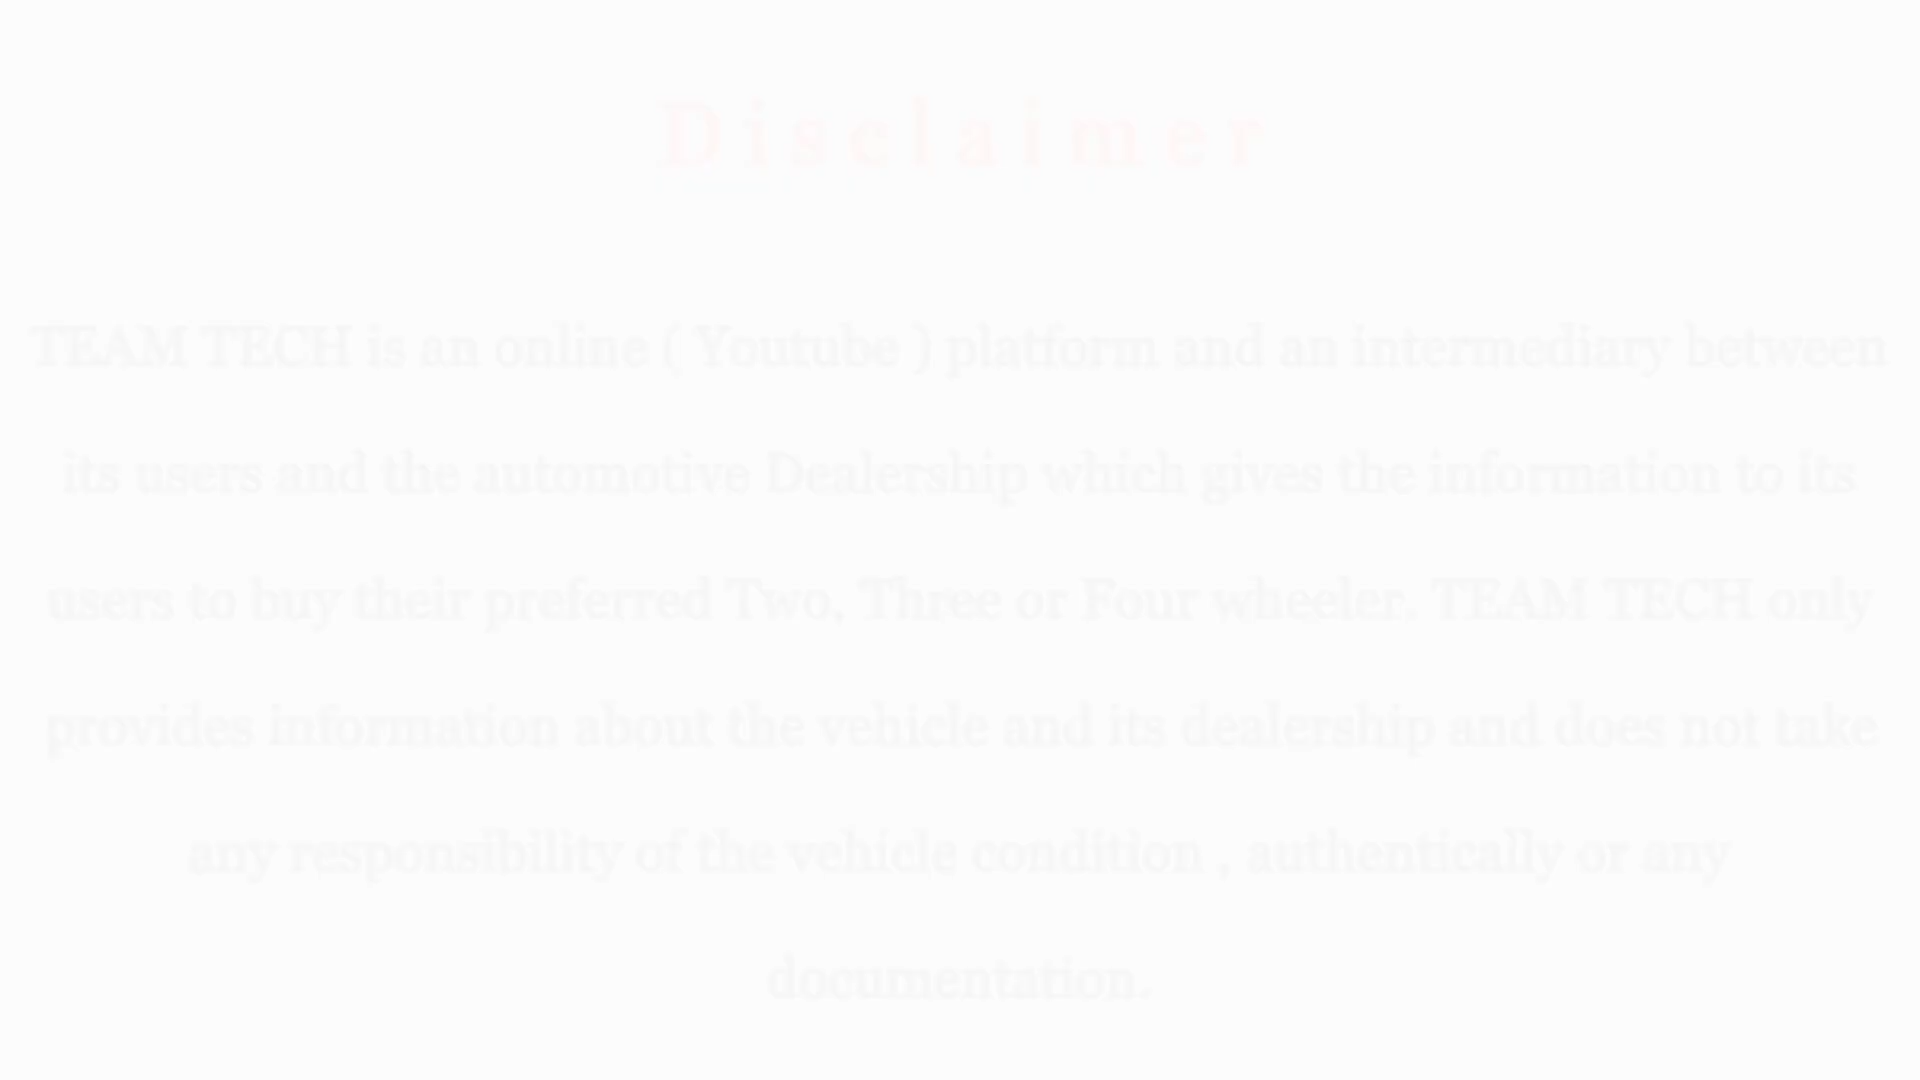 Disclaimer
TEAM TECH is an online ( Youtube ) platform and an intermediary between
its users and the automotive Dealership which gives the information to its
users to buy their preferred Two, Three or Four wheeler. TEAM TECH only
provides information about the vehicle and its dealership and does not take
any responsibility of the vehicle condition , authentically or any
documentation.